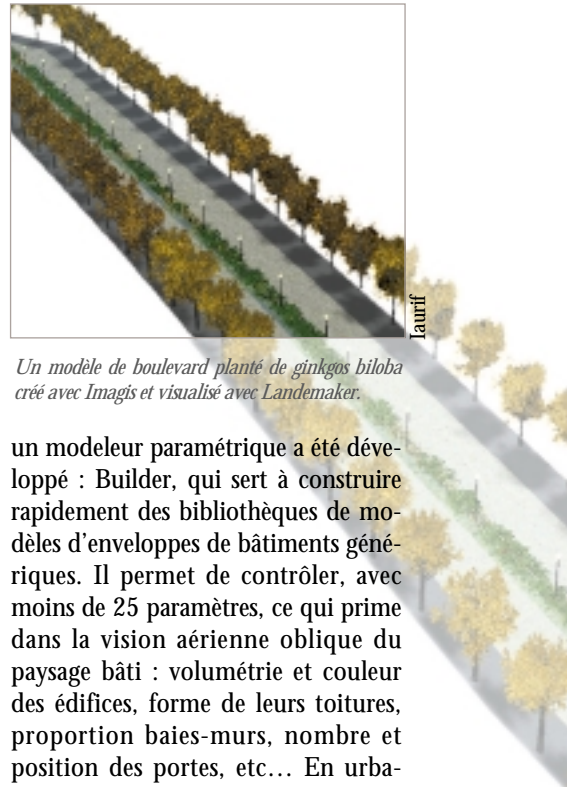 Iaurif
Un modèle de boulevard planté de ginkgos biloba
créé avec Imagis et visualisé avec Landemaker.
un modeleur paramétrique a été déve-
loppé : Builder, qui sert à construire
rapidement des bibliothèques de mo-
dèles d'enveloppes de bâtiments géné-
riques. Il permet de contrôler, avec
moins de 25 paramètres, ce qui prime
dans la vision aérienne oblique du
paysage bâti : volumétrie et couleur
des édifices, forme de leurs toitures,
proportion baies-murs, nombre et
position des portes, etc… En urba-